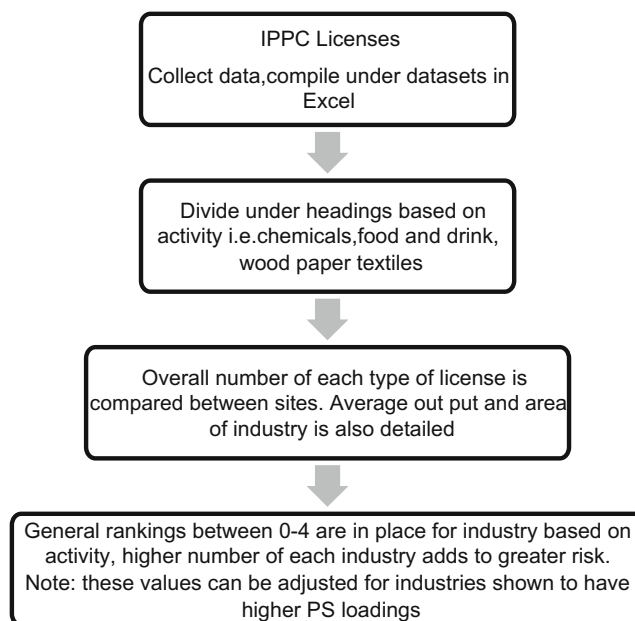 IPPC Licenses
Collect data,compile under datasets in
Excel
Divide under headings based on
activity i.e.chemicals,food and drink,
wood paper textiles
Overall number of each type of license is
compared between sites. Average out put and area
of industry is also detailed
General rankings between 0-4 are in place for industry based on
activity, higher number of each industry adds to greater risk.
Note: these values can be adjusted for industries shown to have
higher PS loadings